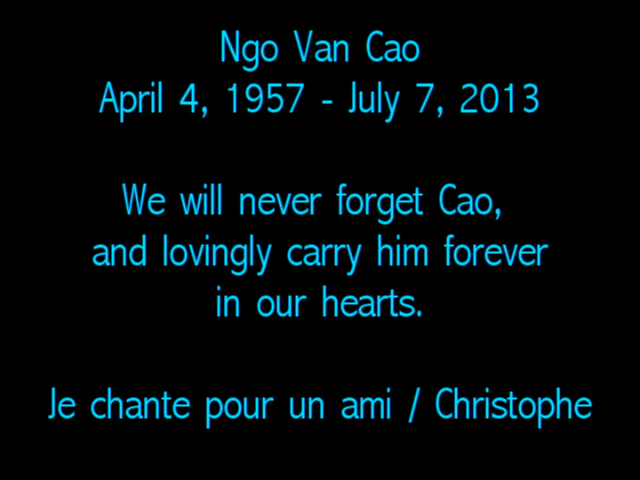 Ngo Van Cao
April 4, 1957 - July 7, 2013
We will never forget Cao,
and lovingly carry him forever
in our hearts.
Je chante pour un ami / Christophe